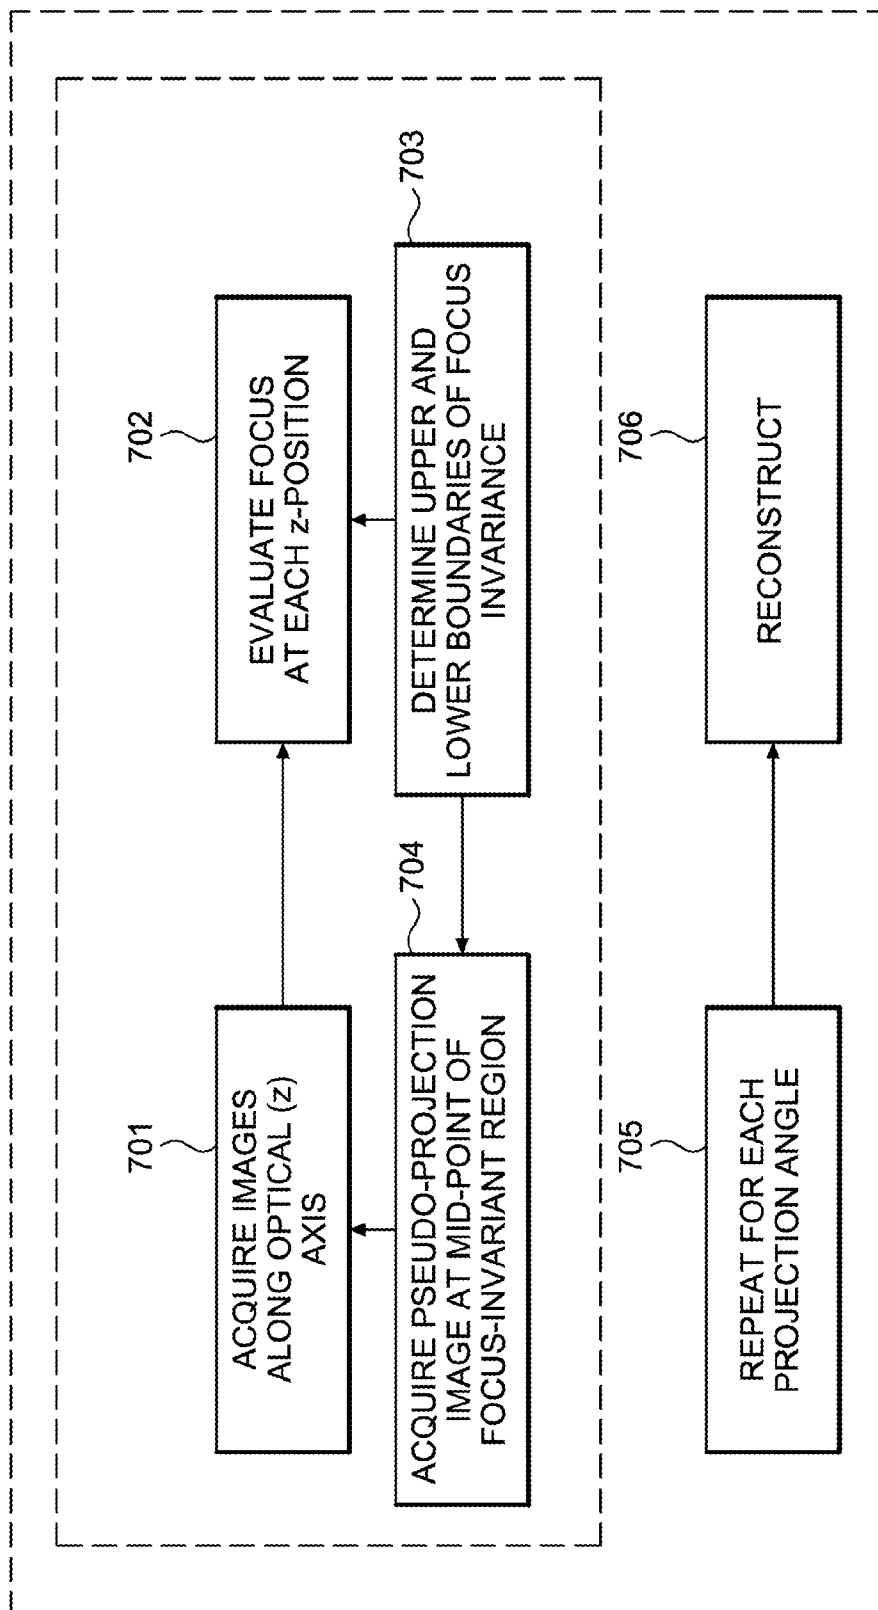 701
ACQUIRE IMAGES
ALONG OPTICAL (z)
AXIS
702
EVALUATE FOCUS
AT EACH z-POSITION
704
ACQUIRE PSEUDO-PROJECTION
IMAGE AT MID-POINT OF
FOCUS-INVARIANT REGION
703
DETERMINE UPPER AND
LOWER BOUNDARIES OF FOCUS
INVARIANCE
705
REPEAT FOR EACH
PROJECTION ANGLE
706
RECONSTRUCT